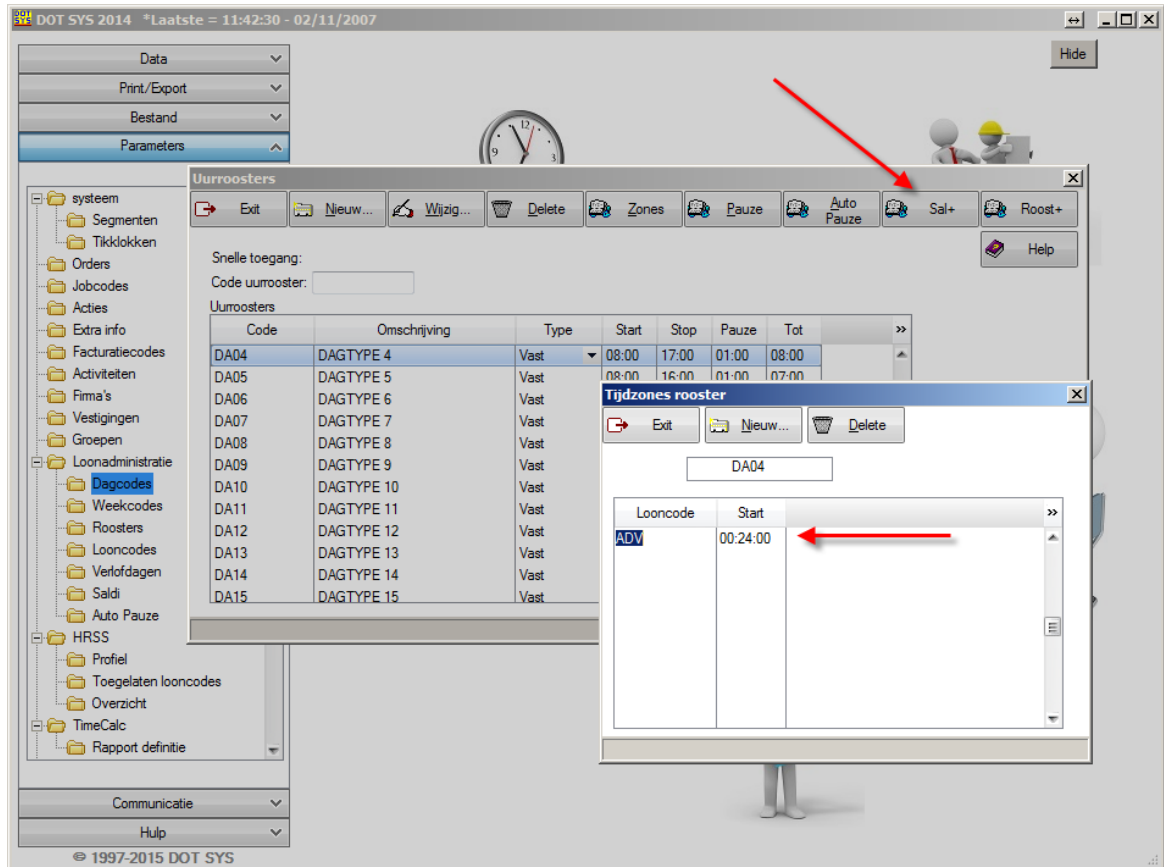 DOT SYS 2014 *Laatste = 11:42:30 - 02/11/2007
Hide
Data
Print/Export
Bestand
Parameters
systeem
Segmenten
Tikklokken
Orders
Jobcodes
Acties
Extra info
Facturatiecodes
Activiteiten
Firma's
Vestigingen
Groepen
Loonadministratie
Dagcodes
Weekcodes
Roosters
Looncodes
Verlofdagen
Saldi
Auto Pauze
HRSS
Profiel
Toegelaten looncodes
Overzicht
TimeCalc
Rapport definitie
Communicatie
Hulp
© 1997-2015 DOT SYS
12
9
3
Uurroosters
Exit Nieuw... Wijzig... Delete Zones Pauze Auto Pauze Sal+ Roost+
Help
Snelle toegang:
Code uurrooster:
Uurroosters
Code Omschrijving Type Start Stop Pauze Tot »
DA04 DAGTYPE 4 Vast 08:00 17:00 01:00 08:00
DA05 DAGTYPE 5 Vast 08:00 16:00 01:00 07:00
DA06 DAGTYPE 6 Vast
DA07 DAGTYPE 7 Vast
DA08 DAGTYPE 8 Vast
DA09 DAGTYPE 9 Vast
DA10 DAGTYPE 10 Vast
DA11 DAGTYPE 11 Vast
DA12 DAGTYPE 12 Vast
DA13 DAGTYPE 13 Vast
DA14 DAGTYPE 14 Vast
DA15 DAGTYPE 15 Vast
Tijdzones rooster
Exit Nieuw... Delete
DA04
Looncode Start »
ADV 00:24:00